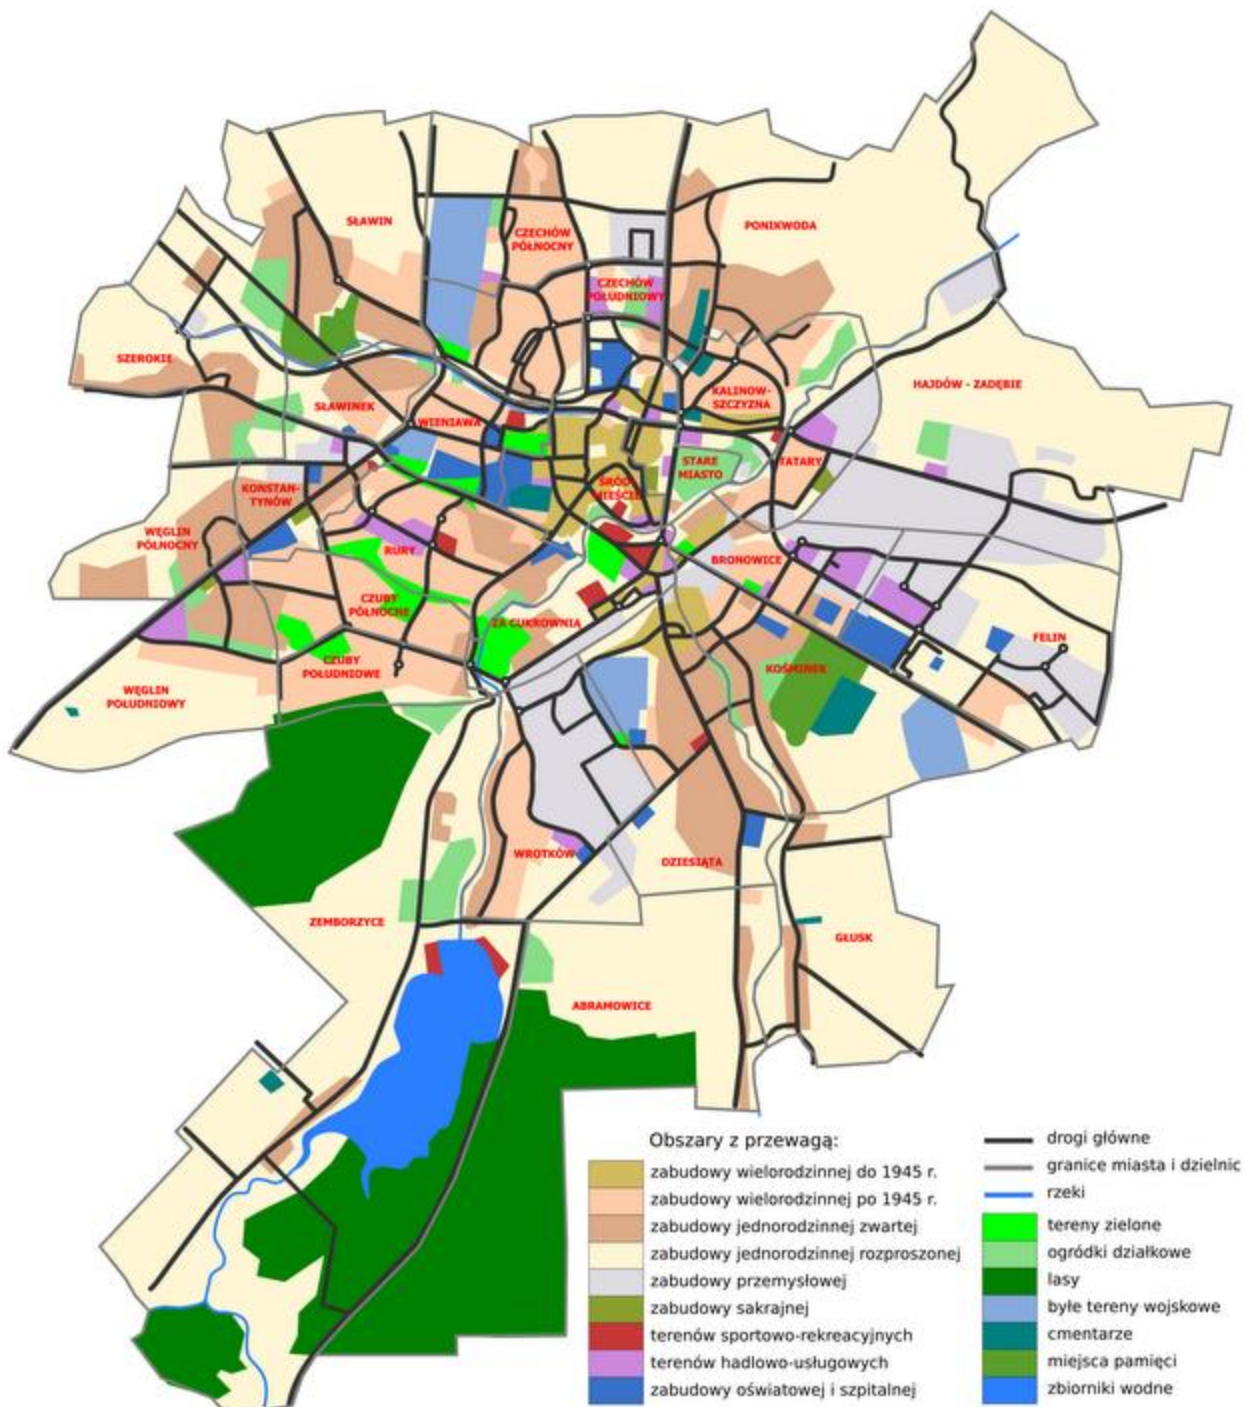 SŁAWIN
CZECHÓW
PÓŁNOCNY
PONIKWODA
CZECHÓW
POŁUDNIOWY
SZEROKIE
HAJDÓW - ZADĘBIE
KALINOW-
SZCZYZNA
SŁAWINEK
WIENIAWA
STARE
MIASTO
TATARY
ŚRÓD-
MIEŚCIE
KONSTAN-
TYNÓW
WĘGLIN
PÓŁNOCNY
RURY
BRONOWICE
CZUBY
PÓŁNOCNE
ZA CUKROWNIĄ
FELIN
CZUBY
POŁUDNIOWE
KOŚMINEK
WĘGLIN
POŁUDNIOWY
WROTKÓW
DZIESIĄTA
ZEMBORZYCE
GŁUSK
ABRAMOWICE
Obszary z przewagą:
zabudowy wielorodzinnej do 1945 r.
zabudowy wielorodzinnej po 1945 r.
zabudowy jednorodzinnej zwartej
zabudowy jednorodzinnej rozproszonej
zabudowy przemysłowej
zabudowy sakrajnej
terenów sportowo-rekreacyjnych
terenów hadlowo-usługowych
zabudowy oświatowej i szpitalnej
drogi główne
granice miasta i dzielnic
rzeki
tereny zielone
ogródki działkowe
lasy
byłe tereny wojskowe
cmentarze
miejsca pamięci
zbiorniki wodne